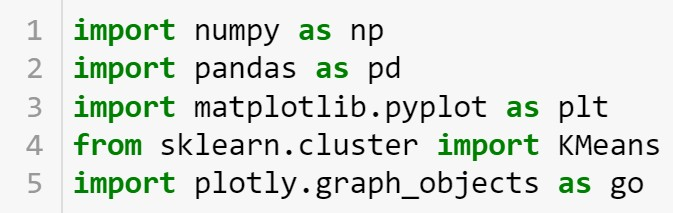 1 import numpy as np
2 import pandas as pd
3 import matplotlib.pyplot as plt
4 from sklearn.cluster import KMeans
5 import plotly.graph_objects as go